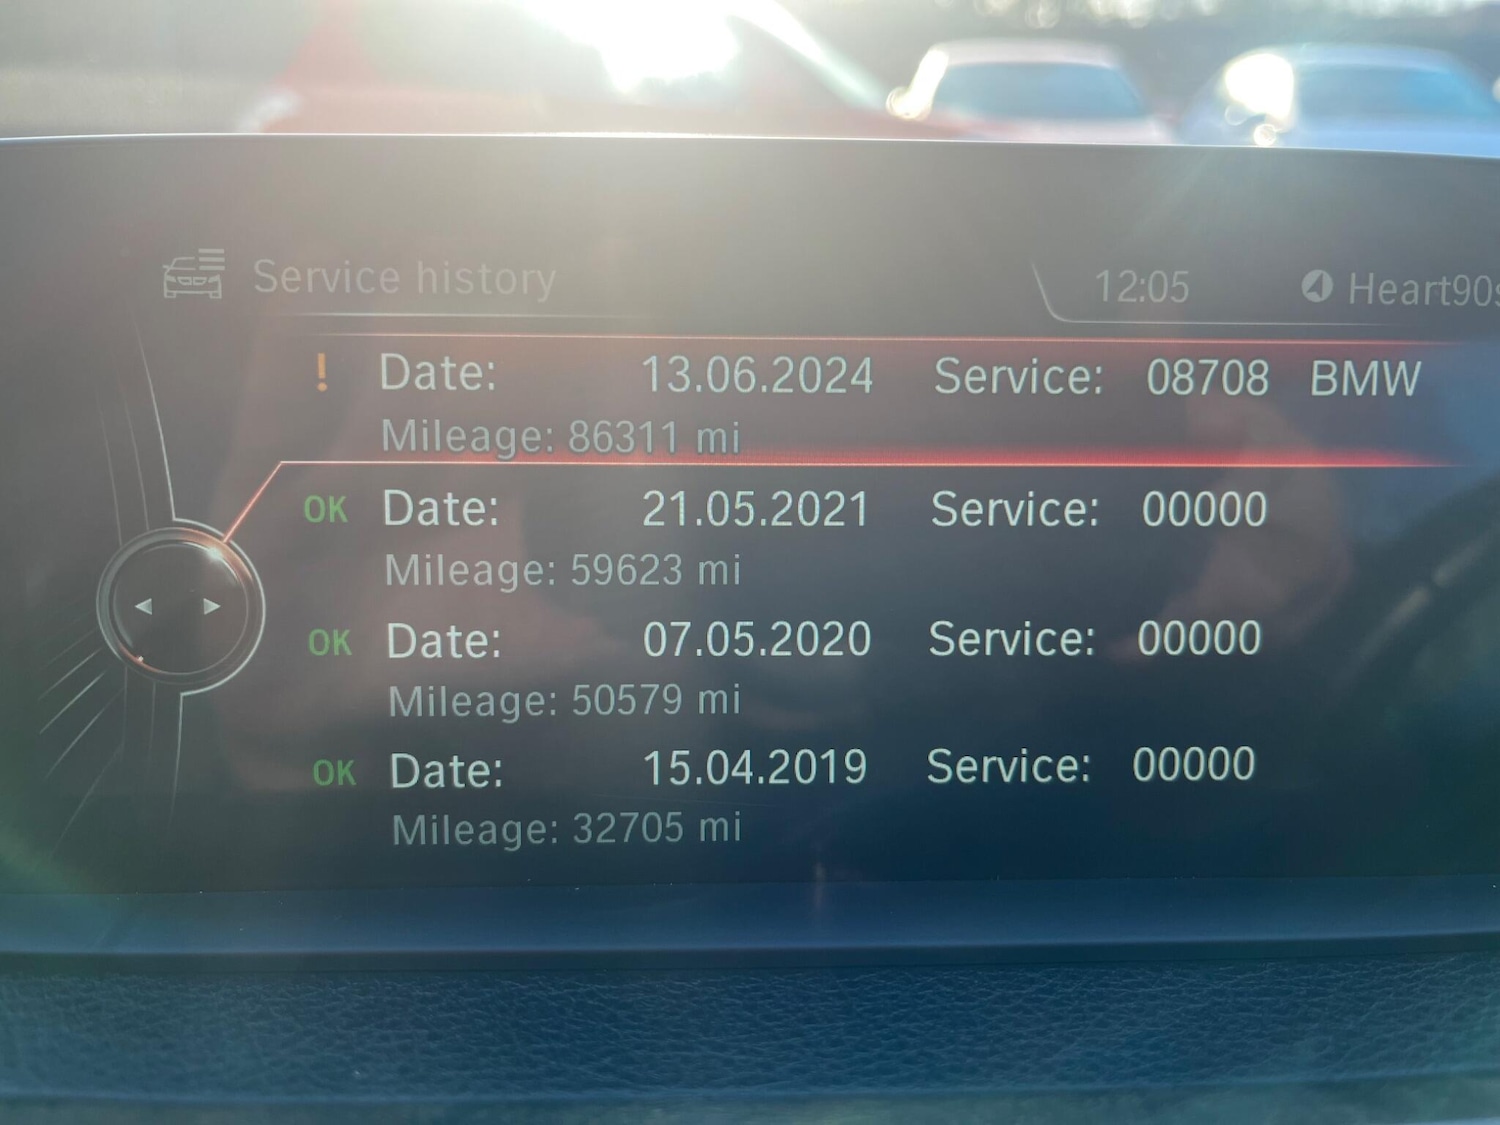 Service history 12:05 Heart90s
! Date: 13.06.2024 Service: 08708 BMW
Mileage: 86311 mi
OK Date: 21.05.2021 Service: 00000
Mileage: 59623 mi
OK Date: 07.05.2020 Service: 00000
Mileage: 50579 mi
OK Date: 15.04.2019 Service: 00000
Mileage: 32705 mi